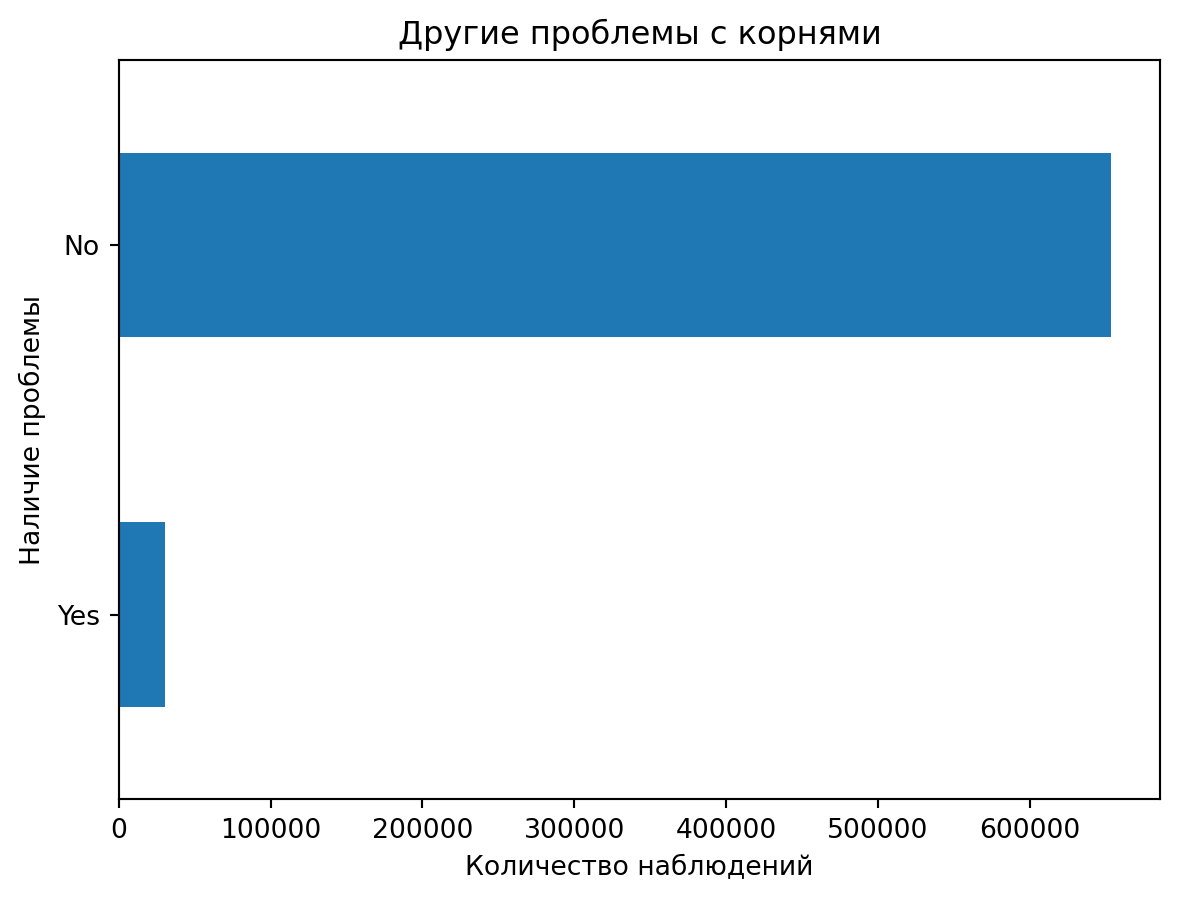 Другие проблемы с корнями
Наличие проблемы
No
Yes
0 100000 200000 300000 400000 500000 600000
Количество наблюдений